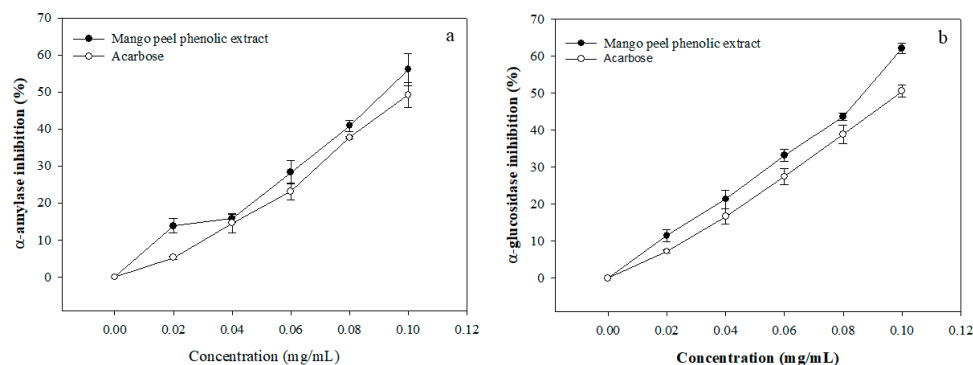 70
60
50
40
30
20
10
0
α-amylase inhibition (%)
Mango peel phenolic extract
Acarbose
a
0.00 0.02 0.04 0.06 0.08 0.10 0.12
Concentration (mg/mL)
70
60
50
40
30
20
10
0
α-glucosidase inihibition (%)
Mango peel phenolic extract
Acarbose
b
0.00 0.02 0.04 0.06 0.08 0.10 0.12
Concentration (mg/mL)